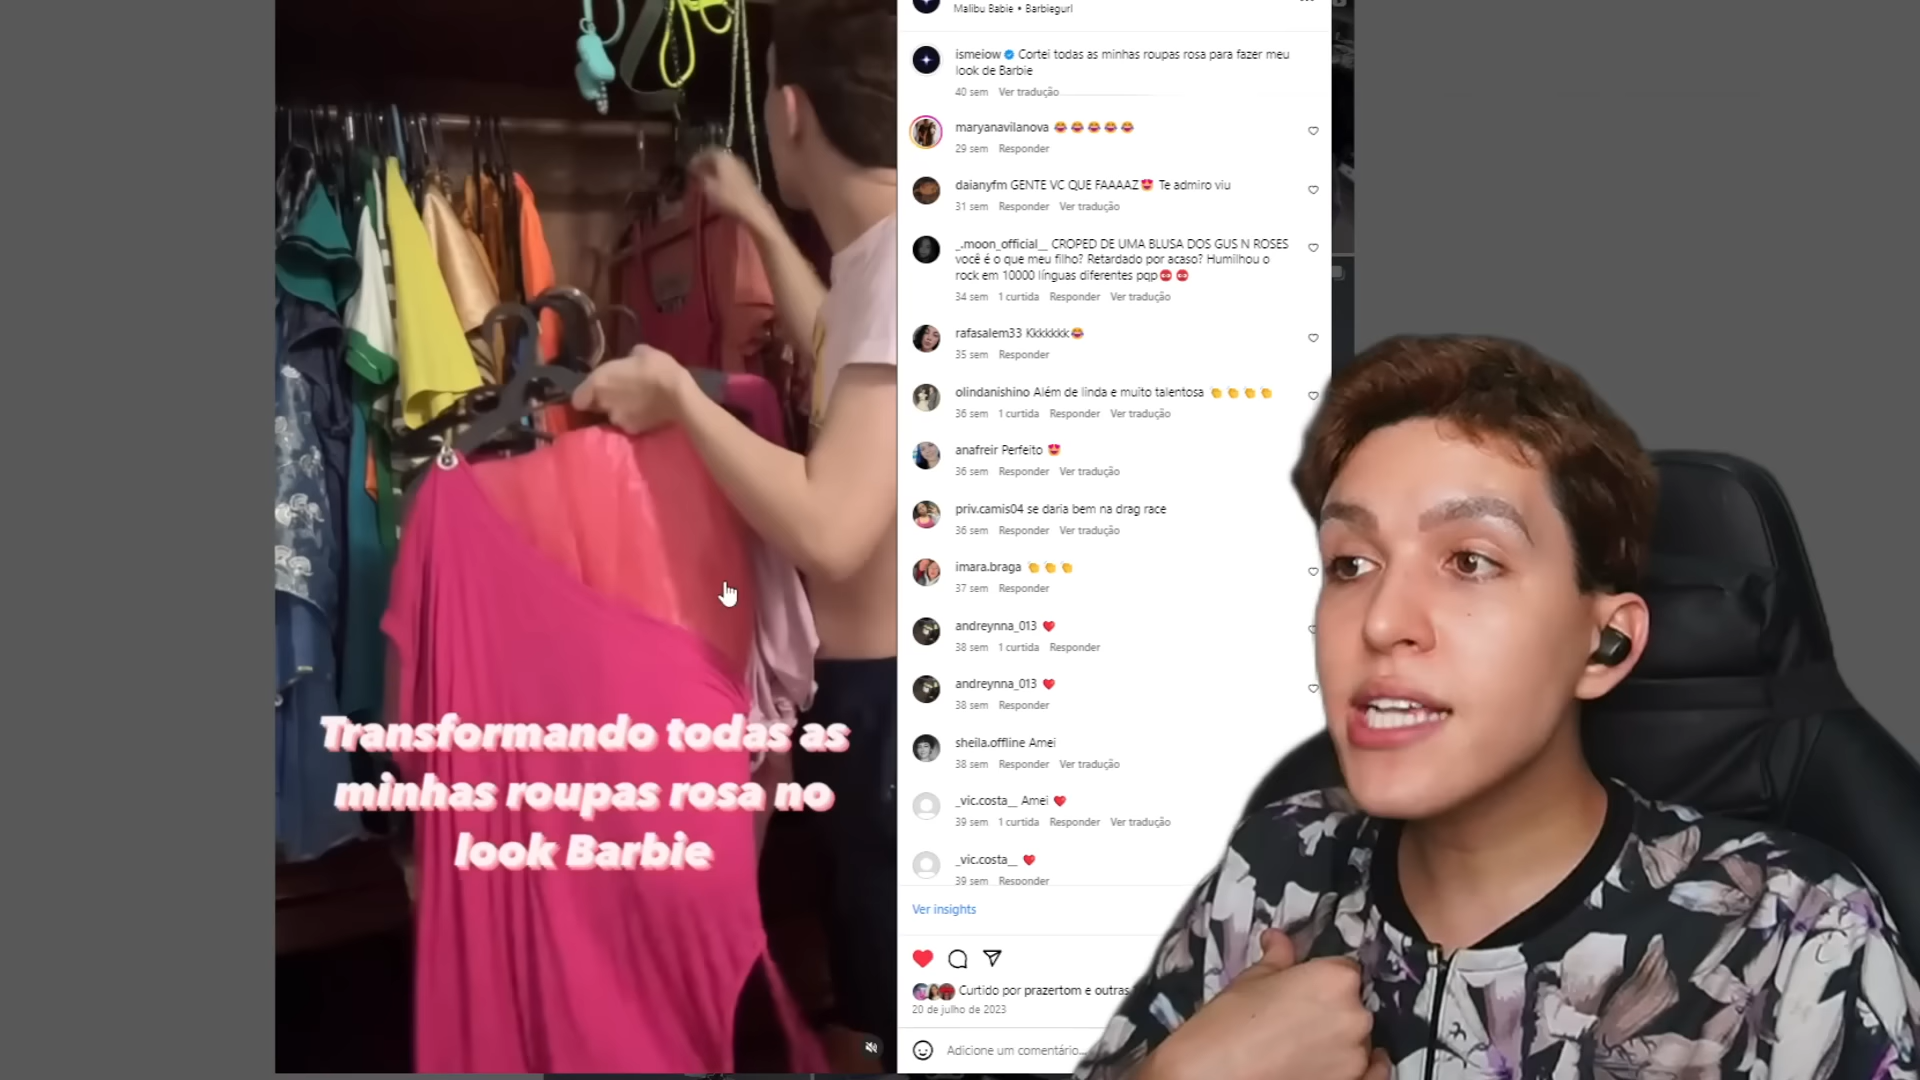 Malibu Babie • Barbiegurl
ismeiow Cortei todas as minhas roupas rosa para fazer meu
look de Barbie
40 sem Ver tradução
maryanavilanova 😂😂😂😂😂
29 sem Responder
daianyfm GENTE VC QUE FAAAAZ😍 Te admiro viu
31 sem Responder Ver tradução
_.moon_official__ CROPED DE UMA BLUSA DOS GUS N ROSES
você é o que meu filho? Retardado por acaso? Humilhou o
rock em 10000 línguas diferentes pqp
34 sem 1 curtida Responder Ver tradução
rafasalem33 Kkkkkkkk😂
35 sem Responder
olindanishino Além de linda e muito talentosa 👏👏👏👏
36 sem 1 curtida Responder Ver tradução
anafreir Perfeito 😍
36 sem Responder Ver tradução
priv.camis04 se daria bem na drag race
36 sem Responder Ver tradução
imara.braga 👏👏👏
37 sem Responder
andreynna_013 ❤️
38 sem 1 curtida Responder
andreynna_013 ❤️
38 sem Responder
sheila.offline Amei
38 sem Responder Ver tradução
_vic.costa__ Amei ❤️
39 sem 1 curtida Responder Ver tradução
_vic.costa__ ❤️
39 sem Responder
Ver insights
Curtido por prazertom e outras
20 de julho de 2023
Adicione um comentário...
Transformando todas as
minhas roupas rosa no
look Barbie